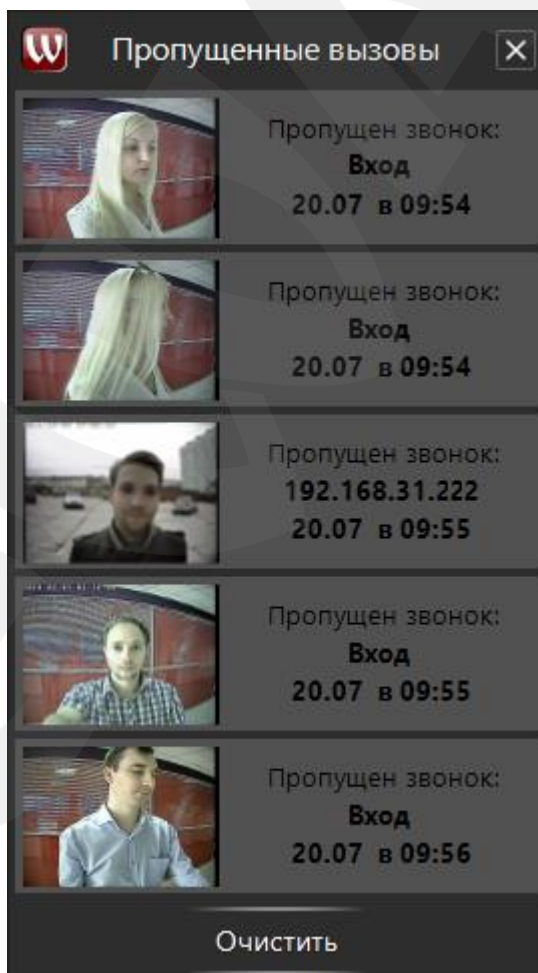 Пропущенные вызовы
Пропущен звонок:
Вход
20.07 в 09:54
Пропущен звонок:
Вход
20.07 в 09:54
Пропущен звонок:
192.168.31.222
20.07 в 09:55
Пропущен звонок:
Вход
20.07 в 09:55
Пропущен звонок:
Вход
20.07 в 09:56
Очистить